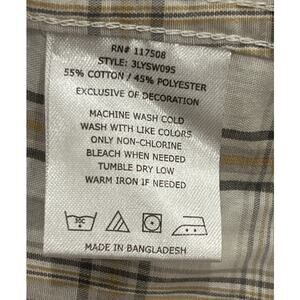 RN# 117508
STYLE: 3LYSW095
55% COTTON / 45% POLYESTER
EXCLUSIVE OF DECORATION
MACHINE WASH COLD
WASH WITH LIKE COLORS
ONLY NON-CHLORINE
BLEACH WHEN NEEDED
TUMBLE DRY LOW
WARM IRON IF NEEDED
30C
MADE IN BANGLADESH